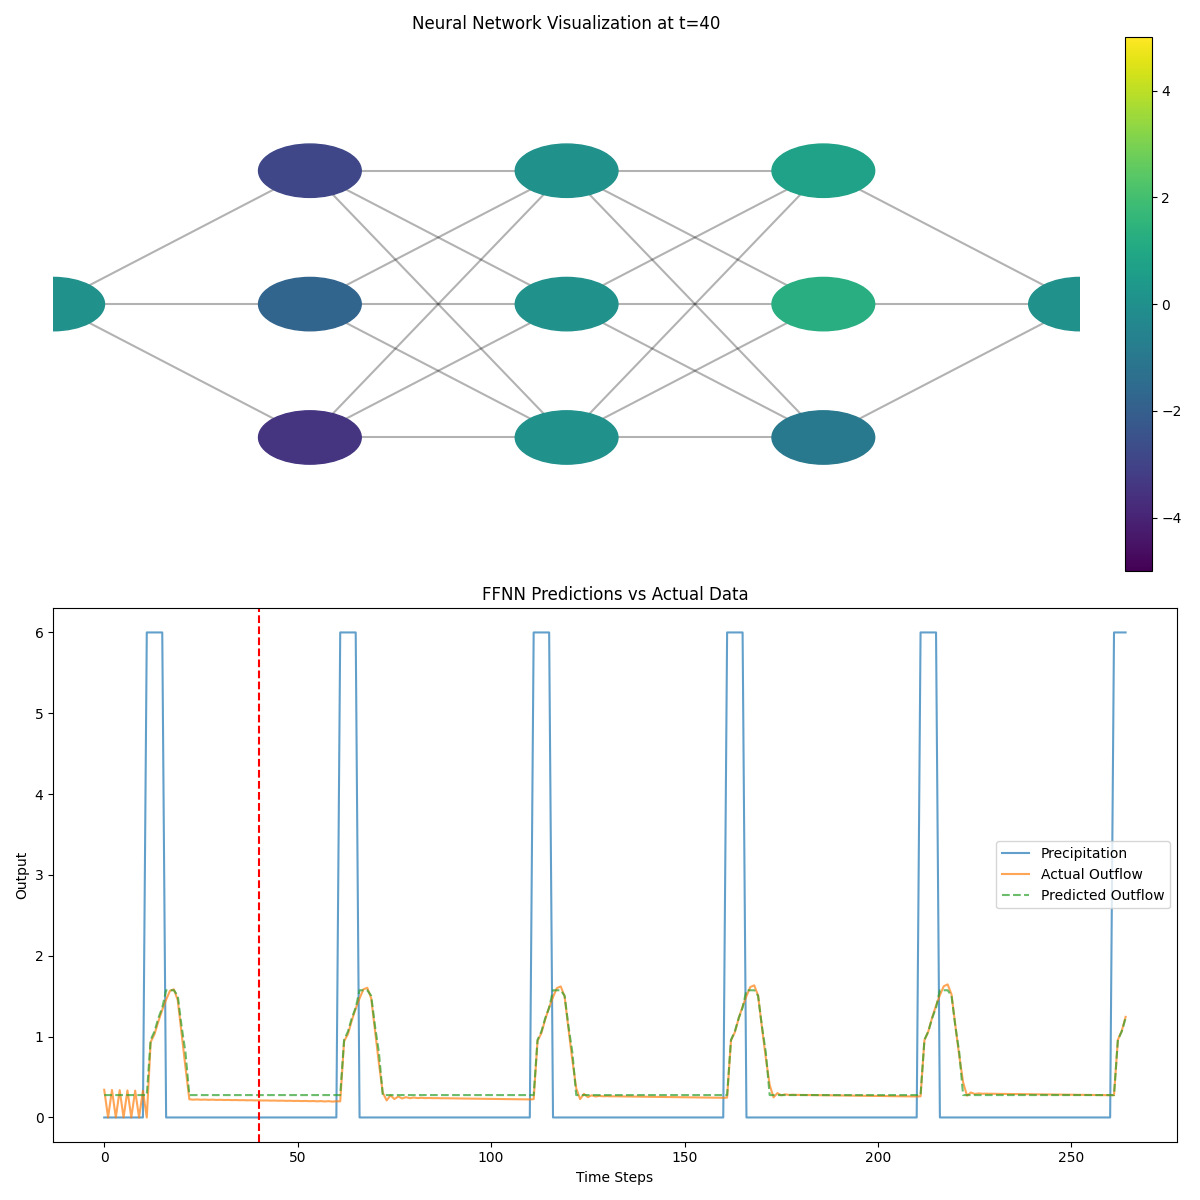 Neural Network Visualization at t=40
4
2
0
−2
−4
FFNN Predictions vs Actual Data
6
5
4
3
2
1
0
Output
Precipitation
Actual Outflow
Predicted Outflow
0
50
100
150
200
250
Time Steps